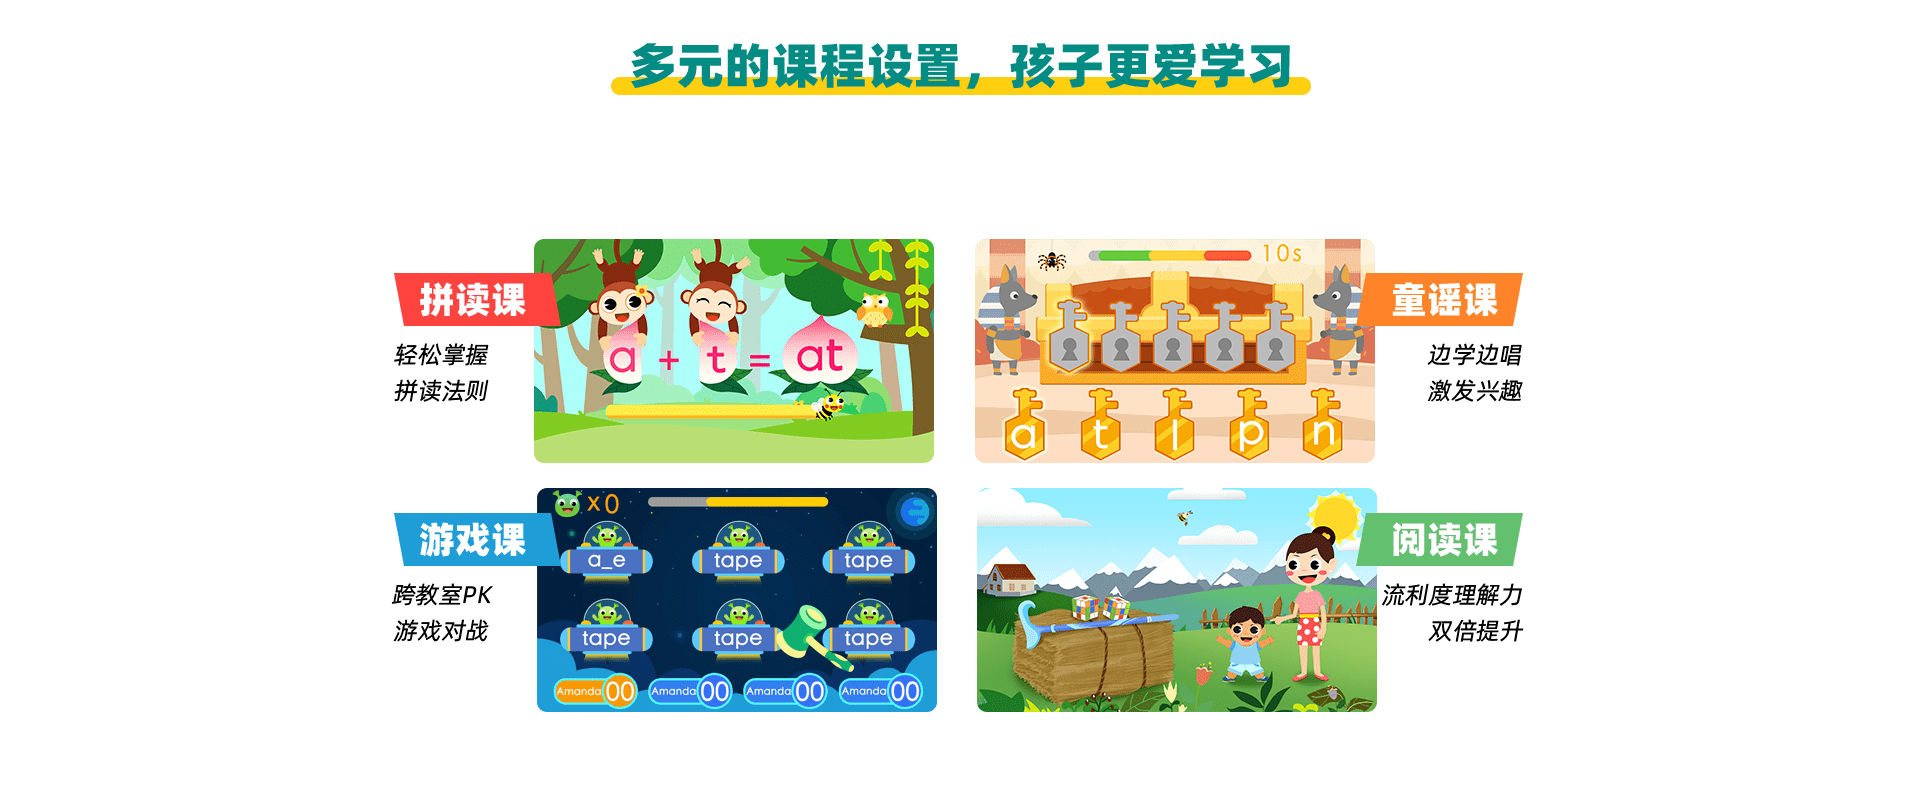 多元的课程设置，孩子更爱学习
拼读课
轻松掌握
拼读法则
a + t = at
10s
a t l p n
童谣课
边学边唱
激发兴趣
游戏课
跨教室PK
游戏对战
x0
a_e tape tape
tape tape tape
Amanda 00 Amanda 00 Amanda 00 Amanda 00
阅读课
流利度理解力
双倍提升